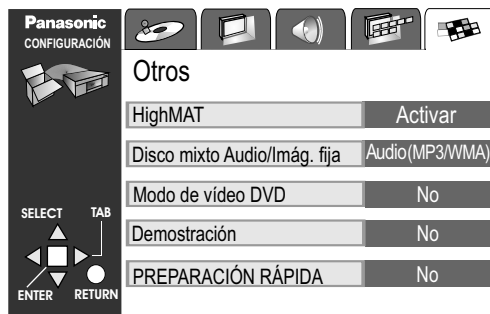 Panasonic
CONFIGURACIÓN
Otros
HighMAT Activar
Disco mixto Audio/Imág. fija Audio(MP3/WMA)
Modo de vídeo DVD No
Demostración No
PREPARACIÓN RÁPIDA No
SELECT TAB
ENTER RETURN